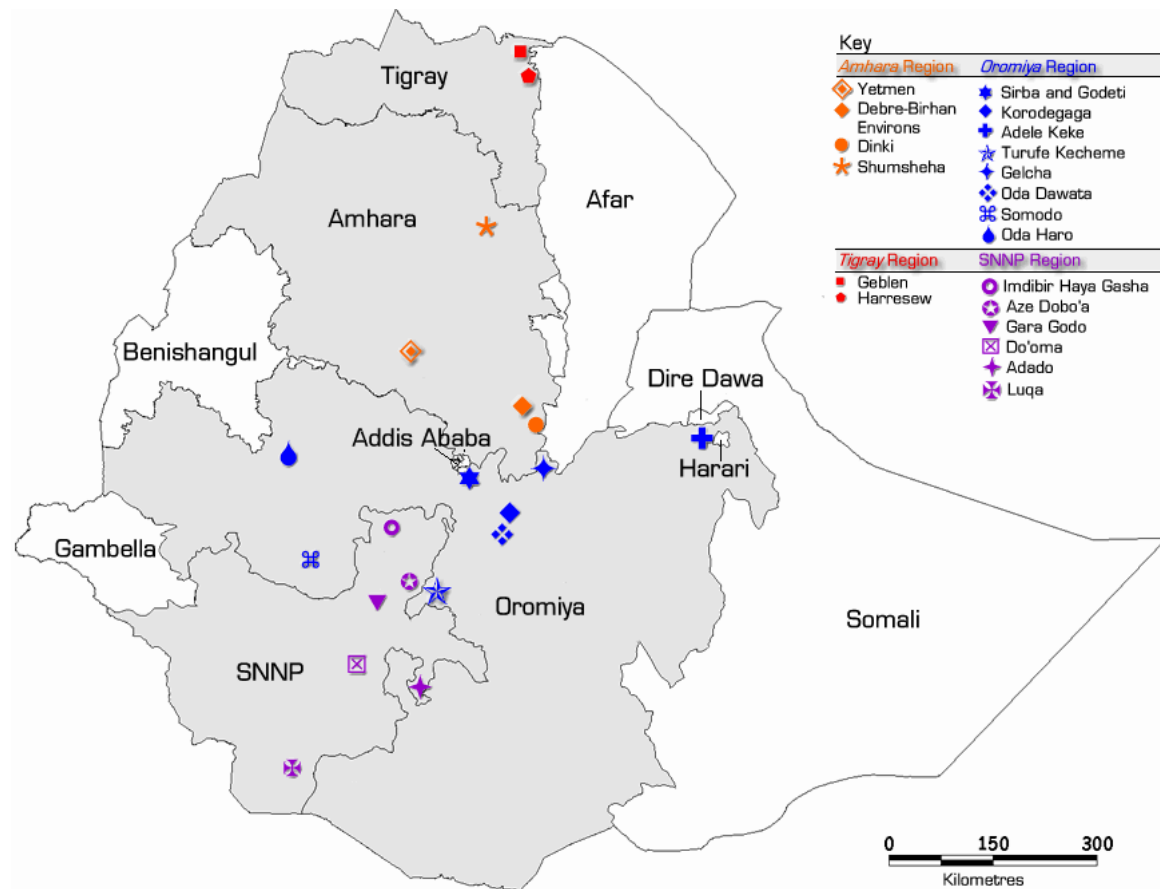 Tigray
Amhara
Afar
Benishangul
Dire Dawa
Addis Ababa
Harari
Gambella
Oromiya
Somali
SNNP
Key
Amhara Region
Yetmen
Debre-Birhan
Environs
Dinki
Shumsheha
Oromiya Region
Sirba and Godeti
Korodegaga
Adele Keke
Turufe Kecheme
Gelcha
Oda Dawata
Somodo
Oda Haro
Tigray Region
Geblen
Harresew
SNNP Region
Imdibir Haya Gasha
Aze Dobo'a
Gara Godo
Do'oma
Adado
Luqa
0 150 300
Kilometres